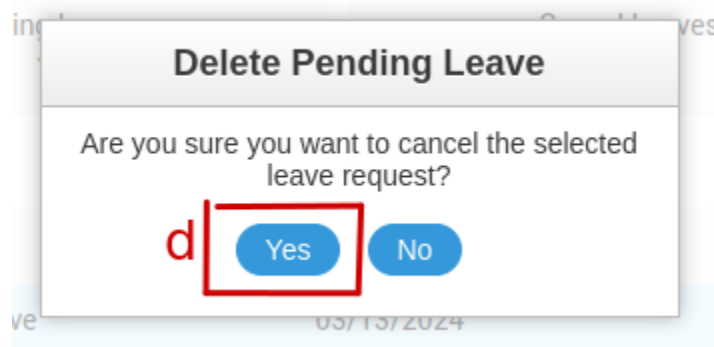 Delete Pending Leave
Are you sure you want to cancel the selected
leave request?
d
Yes
No
03/13/2024